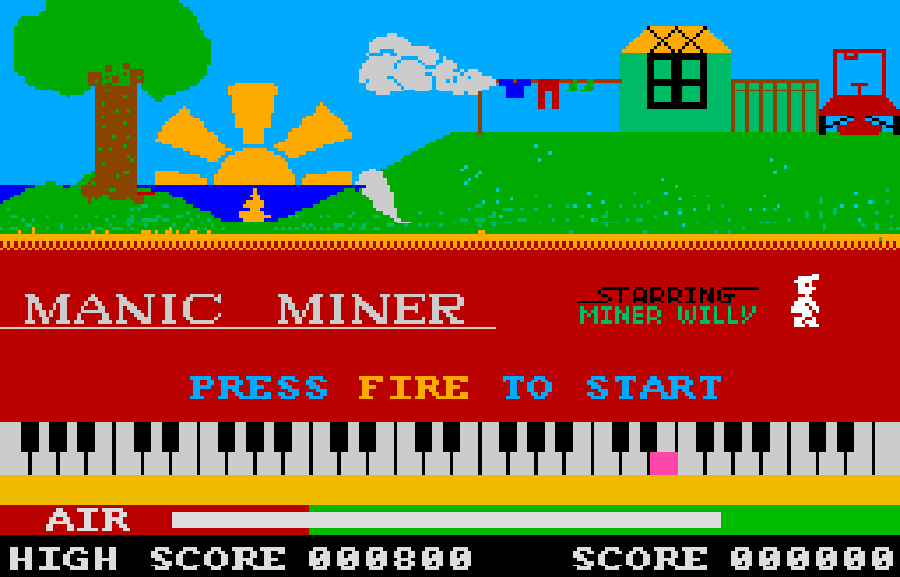 STARRING
MANIC MINER
MINER WILLY
PRESS FIRE TO START
AIR
HIGH SCORE 000800 SCORE 000000